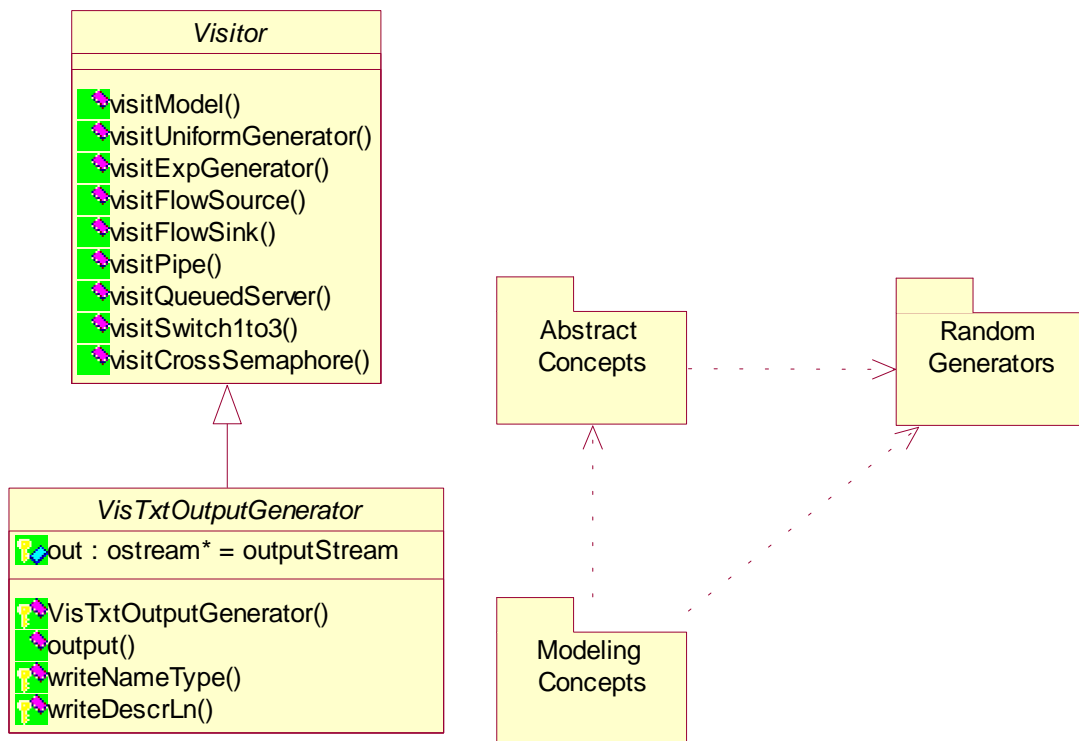 Visitor
visitModel()
visitUniformGenerator()
visitExpGenerator()
visitFlowSource()
visitFlowSink()
visitPipe()
visitQueuedServer()
visitSwitch1to3()
visitCrossSemaphore()
VisTxtOutputGenerator
out : ostream* = outputStream
VisTxtOutputGenerator()
output()
writeNameType()
writeDescrLn()
Abstract
Concepts
Random
Generators
Modeling
Concepts